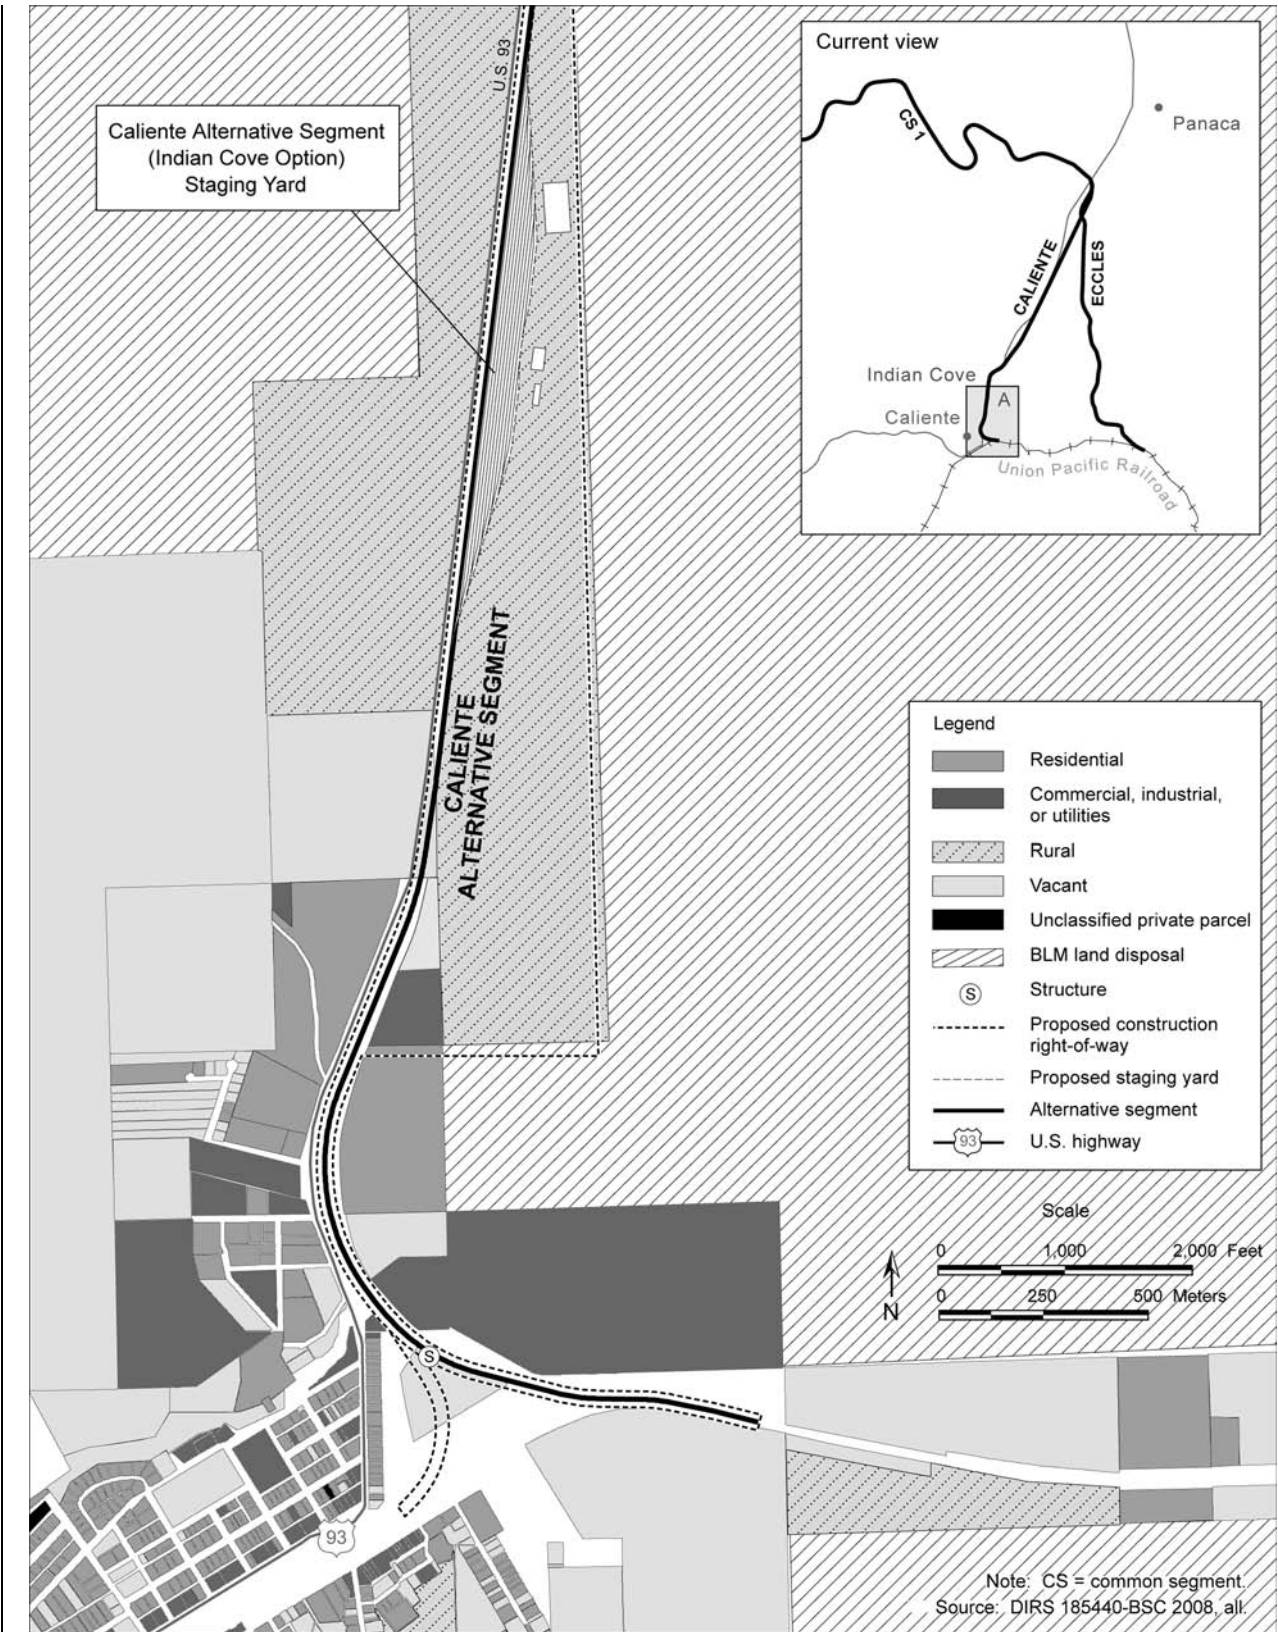 U.S. 93
Caliente Alternative Segment
(Indian Cove Option)
Staging Yard
Current view
CS 1
Panaca
CALIENTE
ECCLES
Indian Cove
A
Caliente
Union Pacific Railroad
CALIENTE
ALTERNATIVE SEGMENT
Legend
Residential
Commercial, industrial,
or utilities
Rural
Vacant
Unclassified private parcel
BLM land disposal
S
Structure
Proposed construction
right-of-way
Proposed staging yard
Alternative segment
93
U.S. highway
Scale
0 1,000 2,000 Feet
0 250 500 Meters
N
S
93
Note: CS = common segment.
Source: DIRS 185440-BSC 2008, all.